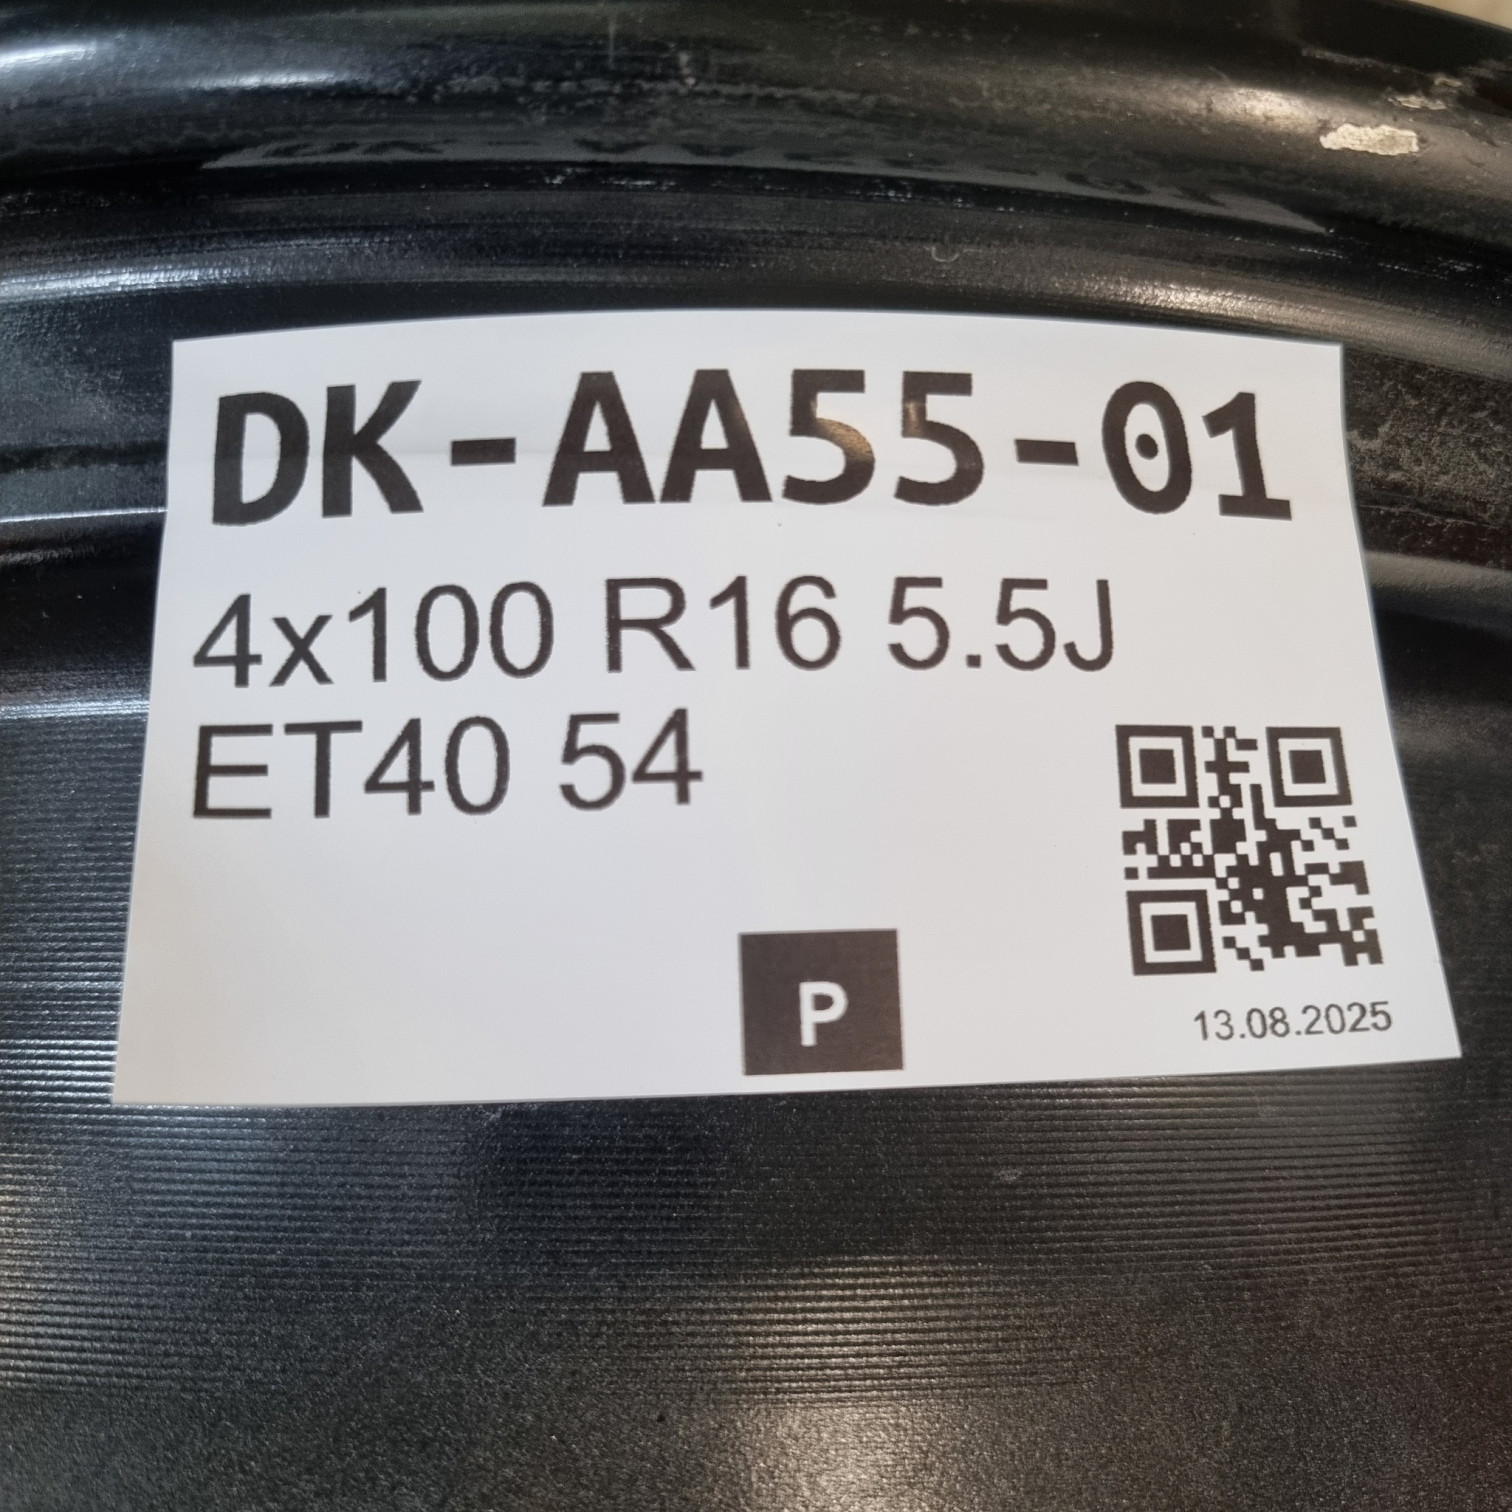 DK-AA55-01
4x100 R16 5.5J
ET40 54
P
13.08.2025